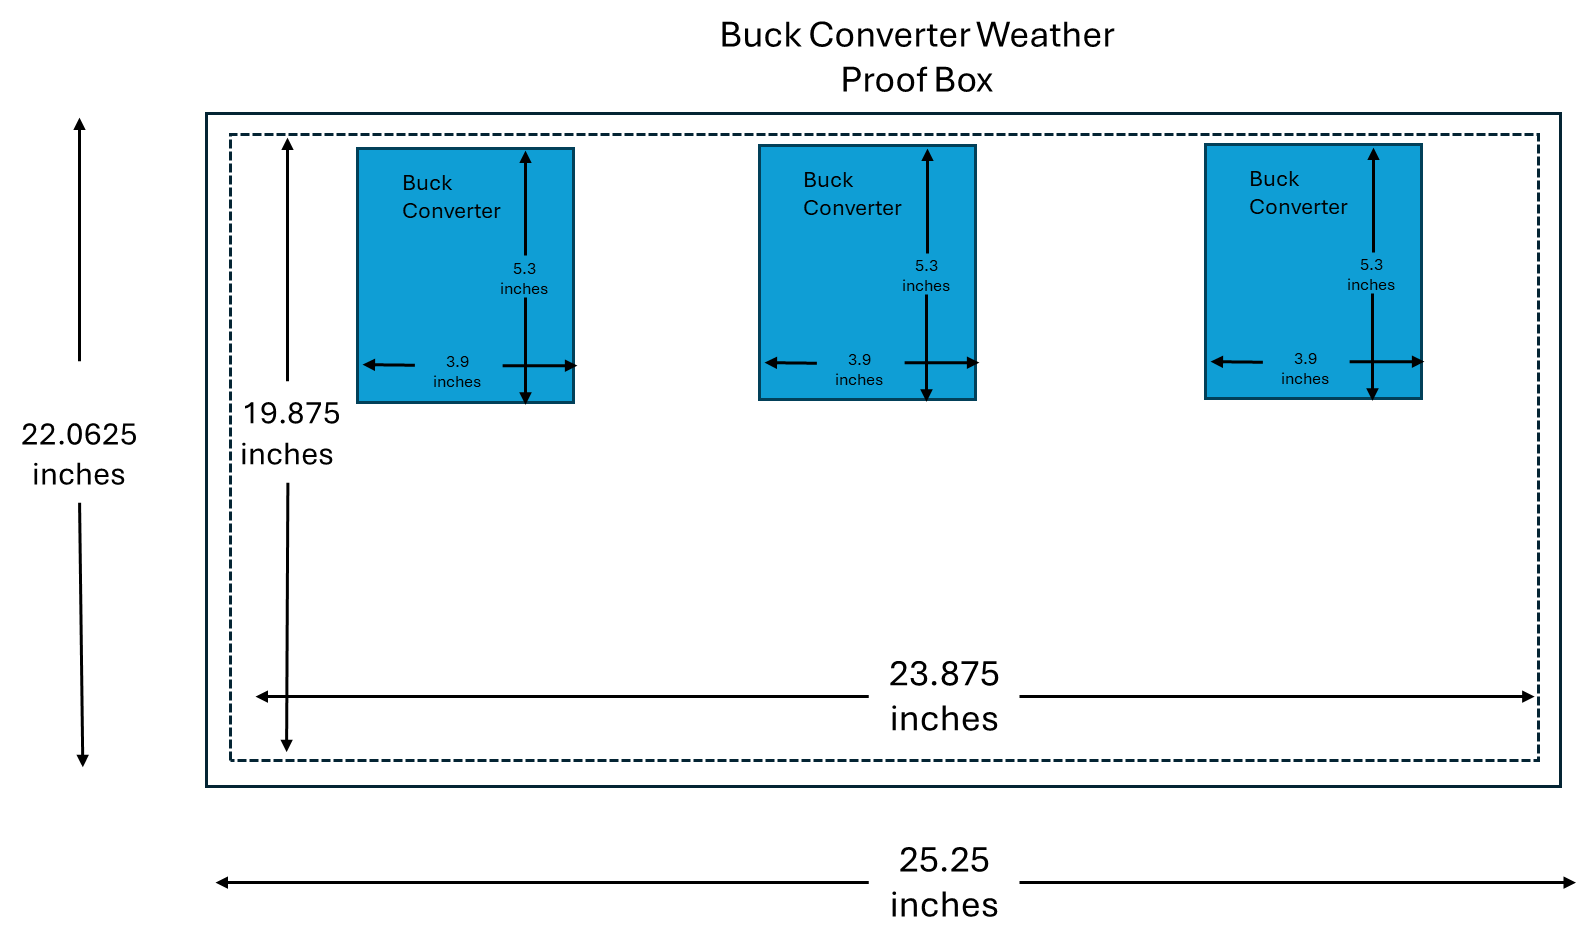 Buck Converter Weather
Proof Box
Buck
Converter
5.3
inches
3.9
inches
Buck
Converter
5.3
inches
3.9
inches
Buck
Converter
5.3
inches
3.9
inches
22.0625
inches
19.875
inches
23.875
inches
25.25
inches